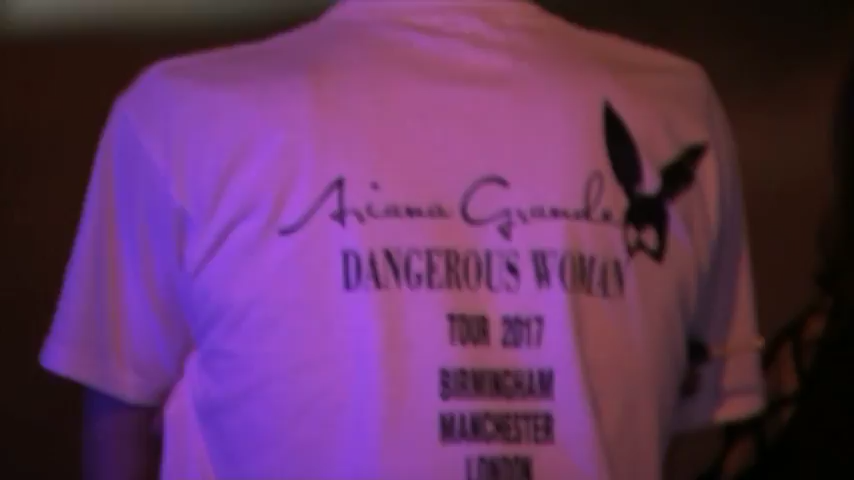 Ariana Grande
DANGEROUS WOMAN
TOUR 2017
BIRMINGHAM
MANCHESTER
LONDON